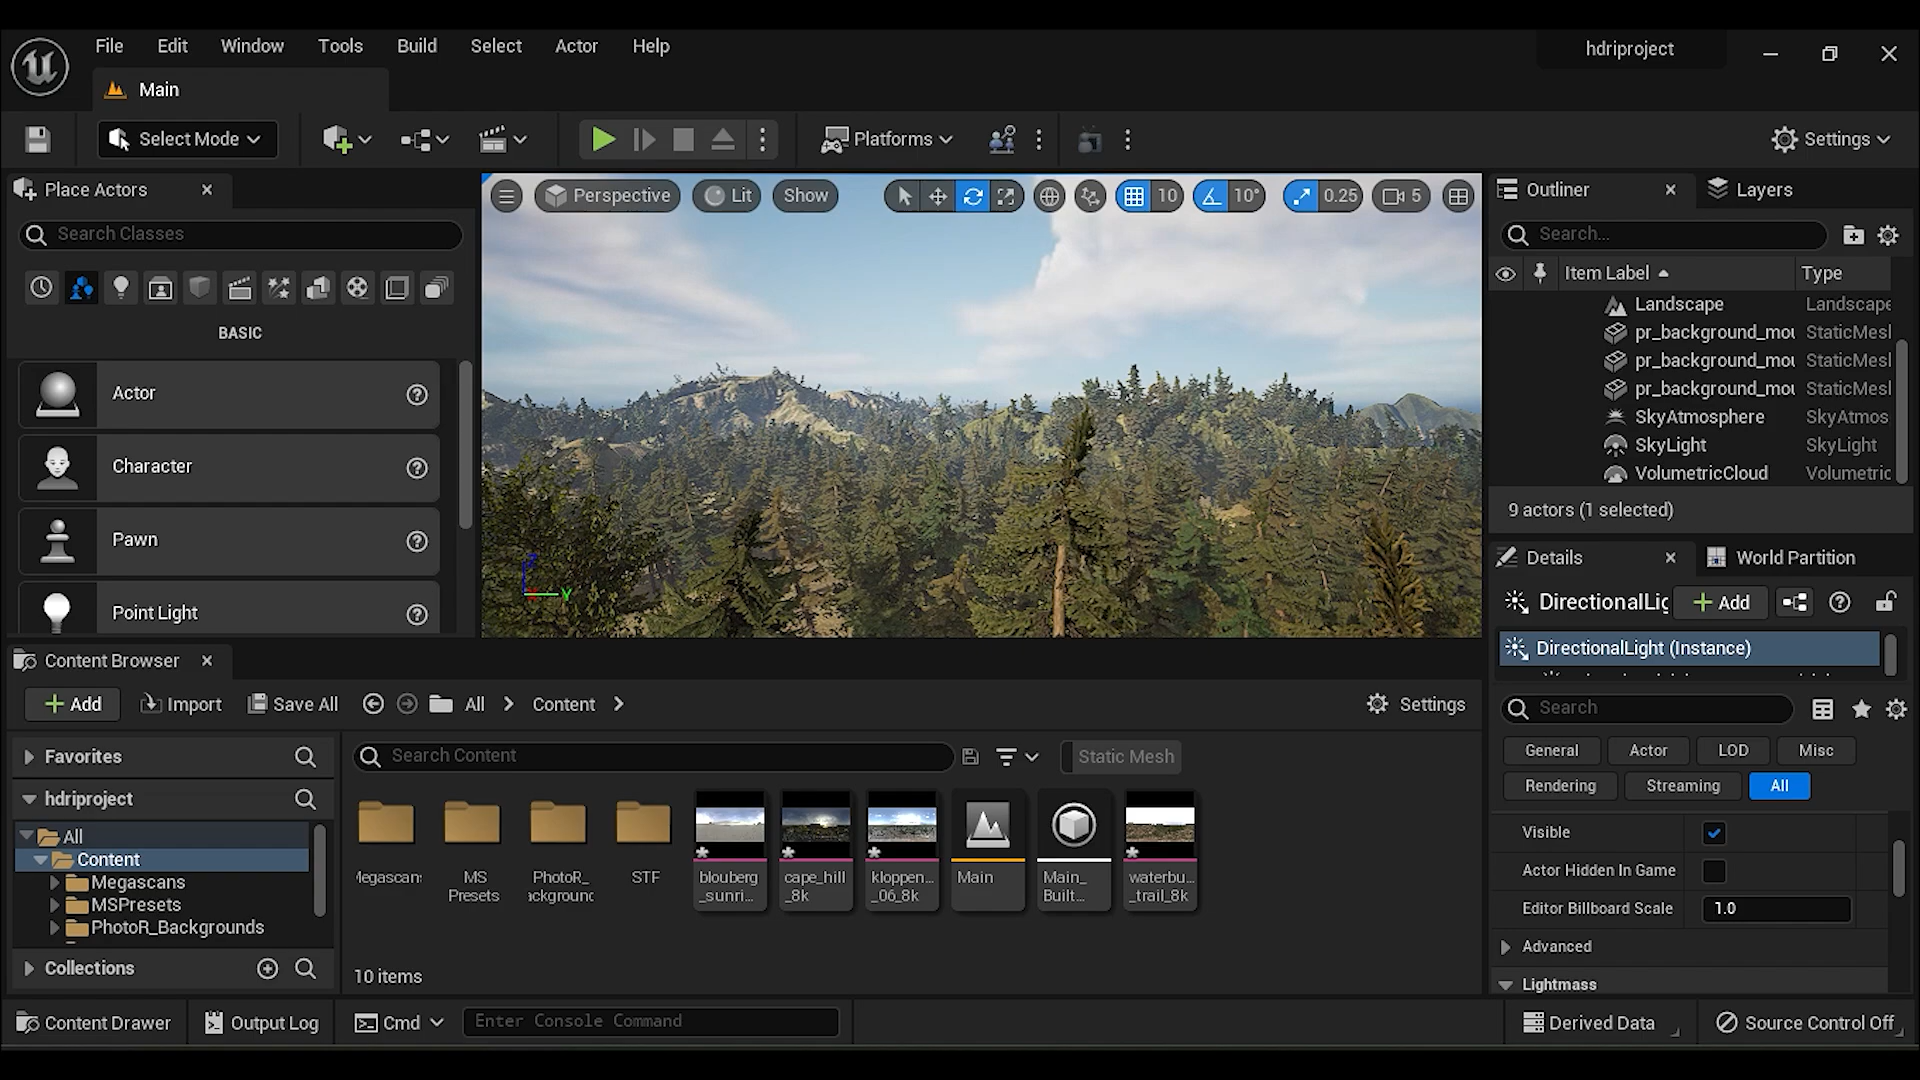 File Edit Window Tools Build Select Actor Help
hdriproject
Main
Select Mode
Platforms
Settings
Place Actors
Search Classes
BASIC
Actor
Character
Pawn
Point Light
Perspective
Lit
Show
10
10°
0.25
5
Y
Outliner
Layers
Search...
Item Label
Type
Landscape Landscape
pr_background_mou StaticMesl
pr_background_mou StaticMesl
pr_background_mou StaticMesl
SkyAtmosphere SkyAtmos
SkyLight SkyLight
VolumetricCloud Volumetric
9 actors (1 selected)
Details
World Partition
DirectionalLig
Add
DirectionalLight (Instance)
Search
General Actor LOD Misc
Rendering Streaming All
Visible
Actor Hidden In Game
Editor Billboard Scale 1.0
Advanced
Lightmass
Content Browser
Add Import Save All All Content Settings
Favorites
hdriproject
All
Content
Megascans
MSPresets
PhotoR_Backgrounds
Collections
Search Content
Static Mesh
Megascans
MS
Presets
PhotoR_
ackground
STF
blouberg
_sunri...
cape_hill
_8k
kloppen...
_06_8k
Main
Main_
Built...
waterbu...
_trail_8k
10 items
Content Drawer
Output Log
Cmd
Enter Console Command
Derived Data
Source Control Off